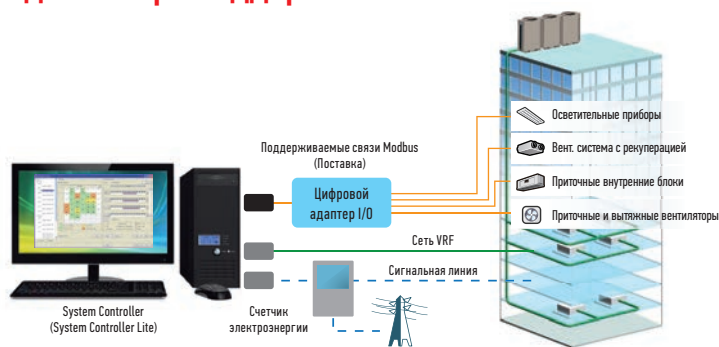 Поддерживаемые связи Modbus
(Поставка)
Цифровой
адаптер I/O
Осветительные приборы
Вент. система с рекуперацией
Приточные внутренние блоки
Приточные и вытяжные вентиляторы
Сеть VRF
Сигнальная линия
System Controller
(System Controller Lite)
Счетчик
электроэнергии